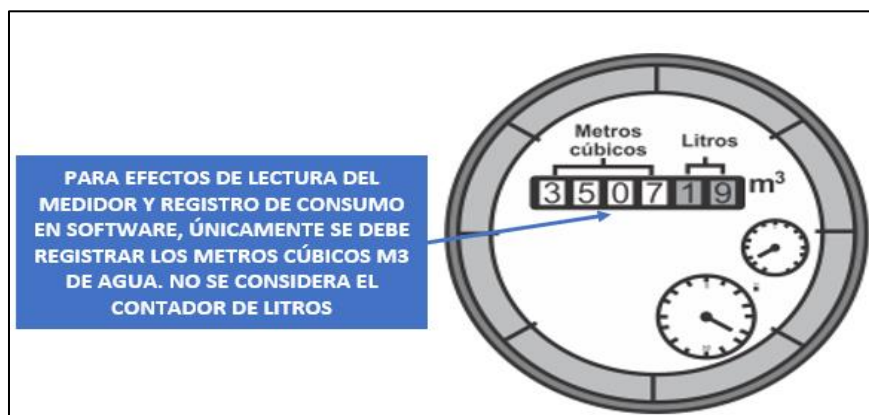 PARA EFECTOS DE LECTURA DEL
MEDIDOR Y REGISTRO DE CONSUMO
EN SOFTWARE, ÚNICAMENTE SE DEBE
REGISTRAR LOS METROS CÚBICOS M3
DE AGUA. NO SE CONSIDERA EL
CONTADOR DE LITROS
Metros
cúbicos
Litros
3 5 0 7 1 9 m³